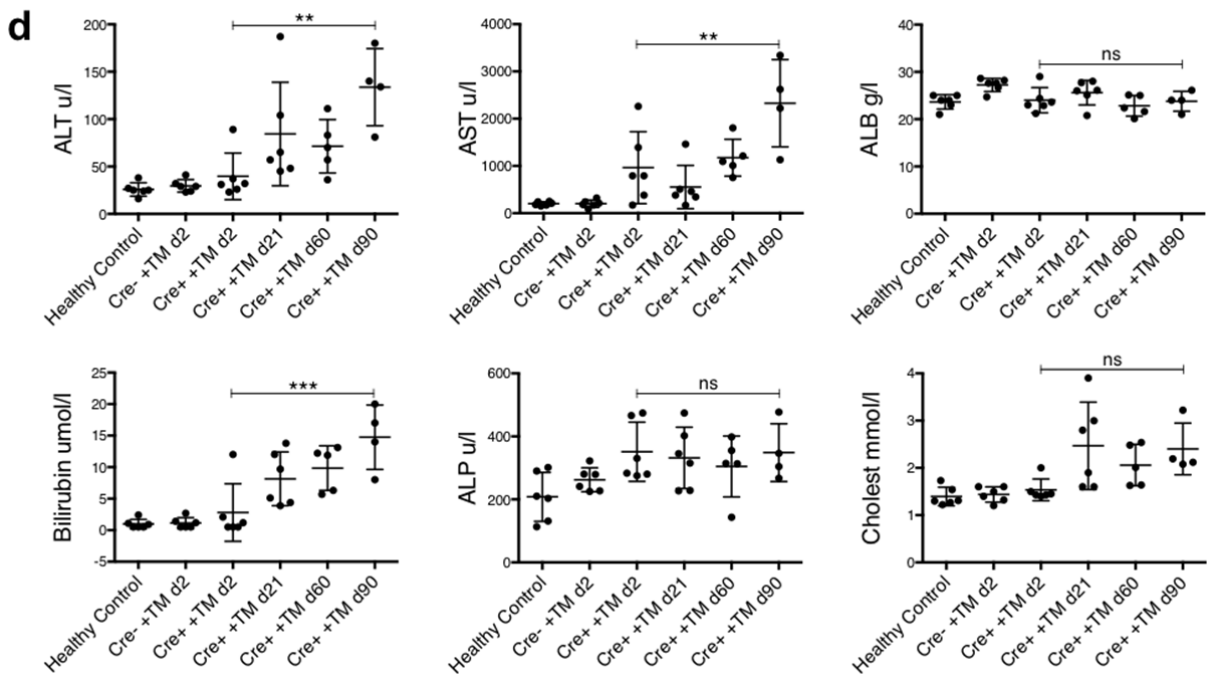 d
ALT u/l
200
150
100
50
0
**
Healthy Control
Cre- +TM d2
Cre+ +TM d2
Cre+ +TM d21
Cre+ +TM d60
Cre+ +TM d90
AST u/l
4000
3000
2000
1000
0
**
Healthy Control
Cre- +TM d2
Cre+ +TM d2
Cre+ +TM d21
Cre+ +TM d60
Cre+ +TM d90
ALB g/l
40
30
20
10
0
ns
Healthy Control
Cre- +TM d2
Cre+ +TM d2
Cre+ +TM d21
Cre+ +TM d60
Cre+ +TM d90
Bilirubin umol/l
25
20
15
10
5
0
-5
***
Healthy Control
Cre- +TM d2
Cre+ +TM d2
Cre+ +TM d21
Cre+ +TM d60
Cre+ +TM d90
ALP u/l
600
400
200
0
ns
Healthy Control
Cre- +TM d2
Cre+ +TM d2
Cre+ +TM d21
Cre+ +TM d60
Cre+ +TM d90
Cholest mmol/l
4
3
2
1
0
ns
Healthy Control
Cre- +TM d2
Cre+ +TM d2
Cre+ +TM d21
Cre+ +TM d60
Cre+ +TM d90